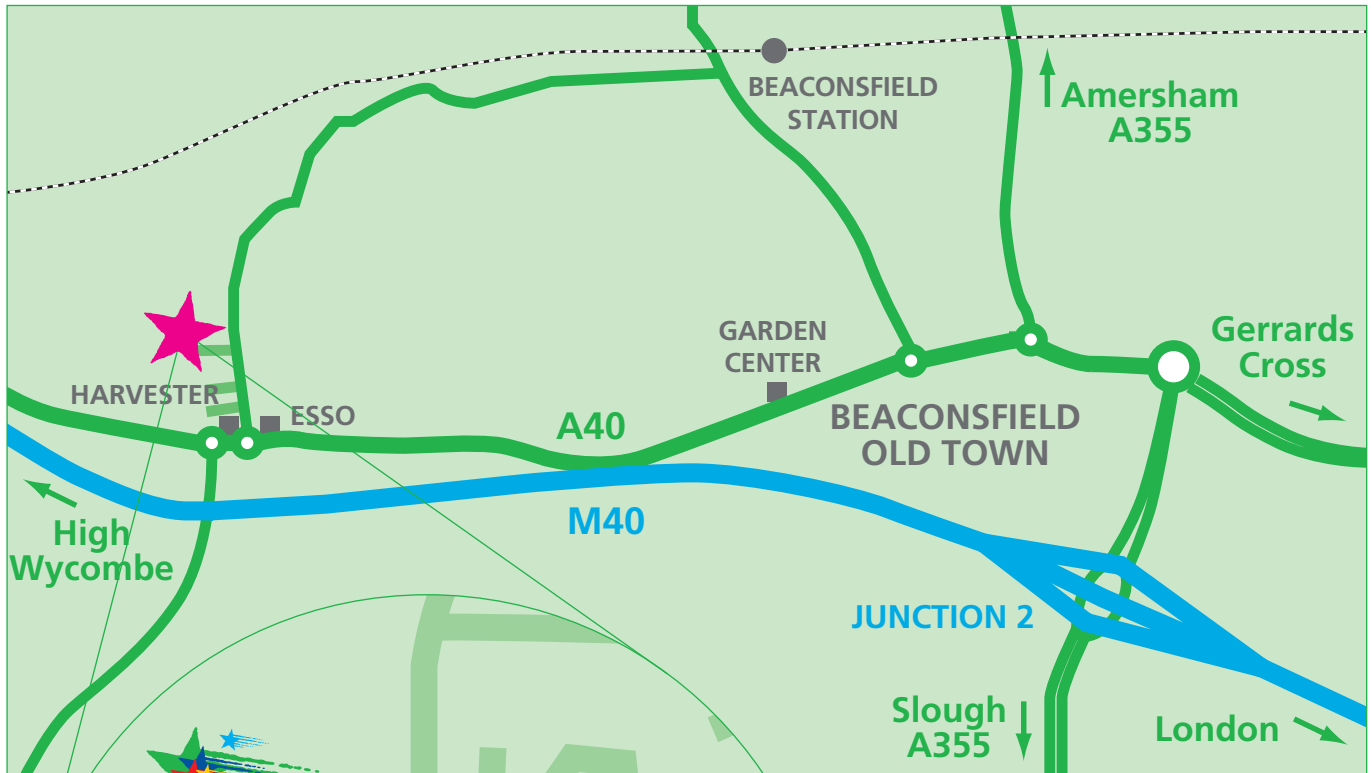 BEACONSFIELD
STATION
Amersham
A355
GARDEN
CENTER
Gerrards
Cross
HARVESTER
ESSO
A40
BEACONSFIELD
OLD TOWN
M40
High
Wycombe
JUNCTION 2
Slough
A355
London